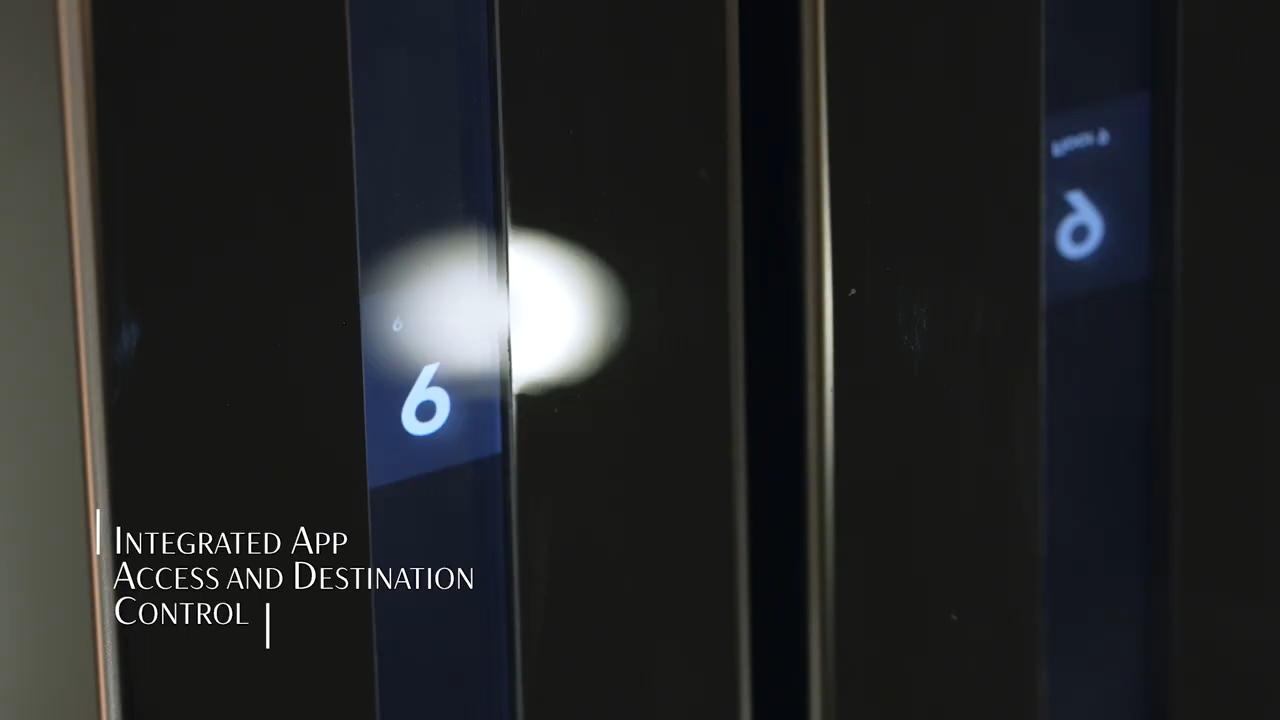 6
6
INTEGRATED APP
ACCESS AND DESTINATION
CONTROL